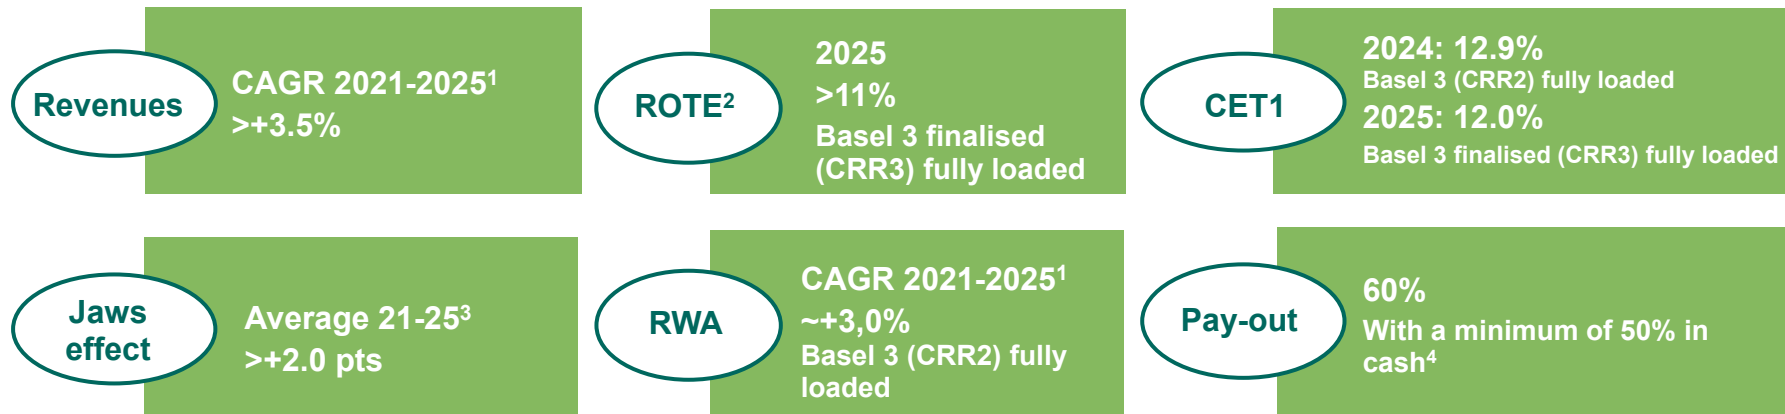 Revenues
CAGR 2021-2025¹
>+3.5%
ROTE²
2025
>11%
Basel 3 finalised
(CRR3) fully loaded
CET1
2024: 12.9%
Basel 3 (CRR2) fully loaded
2025: 12.0%
Basel 3 finalised (CRR3) fully loaded
Jaws
effect
Average 21-25³
>+2.0 pts
RWA
CAGR 2021-2025¹
~+3,0%
Basel 3 (CRR2) fully
loaded
Pay-out
60%
With a minimum of 50% in
cash⁴